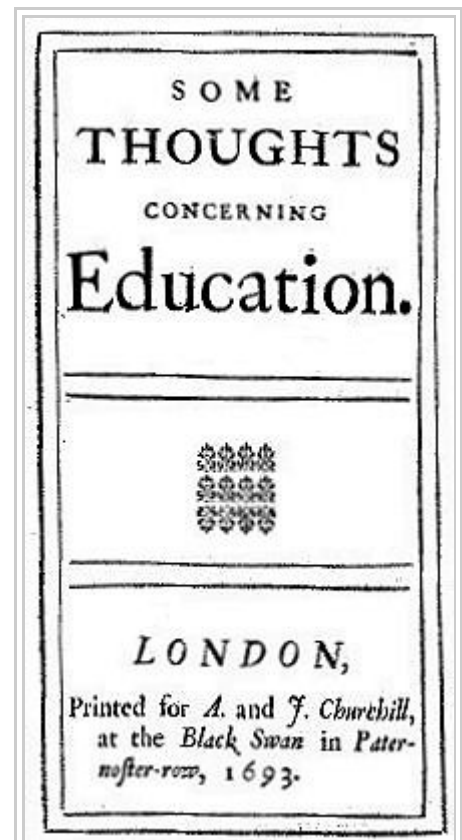 SOME
THOUGHTS
CONCERNING
Education.
LONDON,
Printed for A. and J. Churchill,
at the Black Swan in Pater-
noſter-row, 1693.